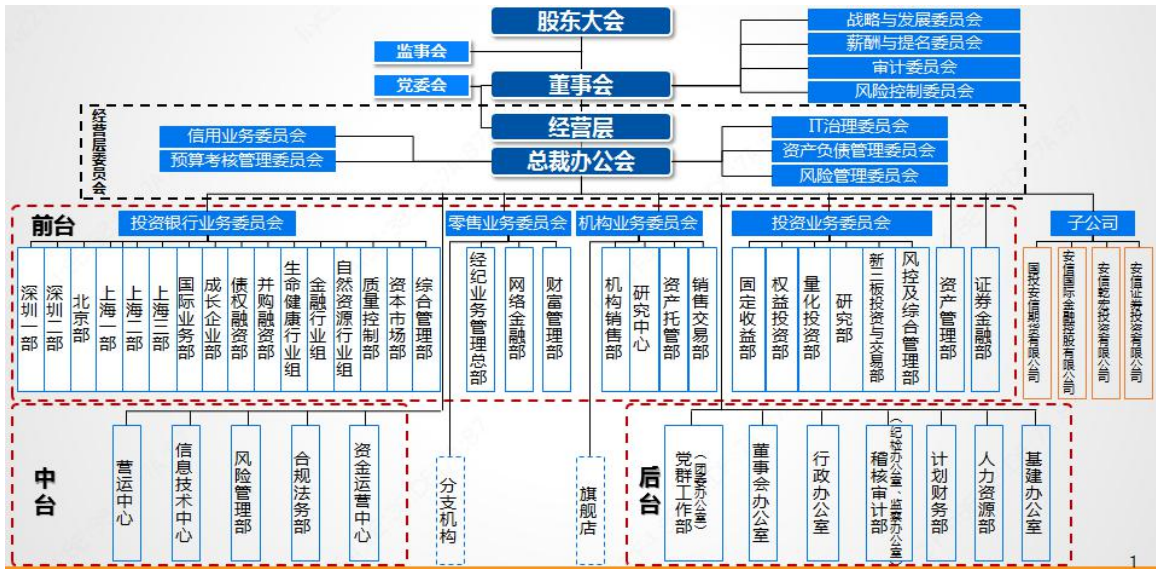 股东大会
监事会
党委会
董事会
战略与发展委员会
薪酬与提名委员会
审计委员会
风险控制委员会
经营层委员会
经营层
总裁办公会
信用业务委员会
预算考核管理委员会
IT治理委员会
资产负债管理委员会
风险管理委员会
前台
投资银行业务委员会
零售业务委员会
机构业务委员会
投资业务委员会
子公司
深圳一部
深圳二部
北京部
上海一部
上海二部
上海三部
国际业务部
成长企业部
债权融资部
并购融资部
生命健康行业组
金融行业组
自然资源行业组
质量控制部
资本市场部
综合管理部
经纪业务管理总部
网络金融部
财富管理部
机构销售部
研究中心
资产托管部
销售交易部
固定收益部
权益投资部
量化投资部
研究部
新三板投资与交易部
风控及综合管理部
资产管理部
证券金融部
国投安信期货有限公司
安信国际金融控股有限公司
安信乾宏投资有限公司
安信证券投资有限公司
中台
营运中心
信息技术中心
风险管理部
合规法务部
资金运营中心
分支机构
旗舰店
后台
党群工作部
(团委办公室)
董事会办公室
行政办公室
稽核审计部
(纪检办公室、监察办公室)
计划财务部
人力资源部
基建办公室
1